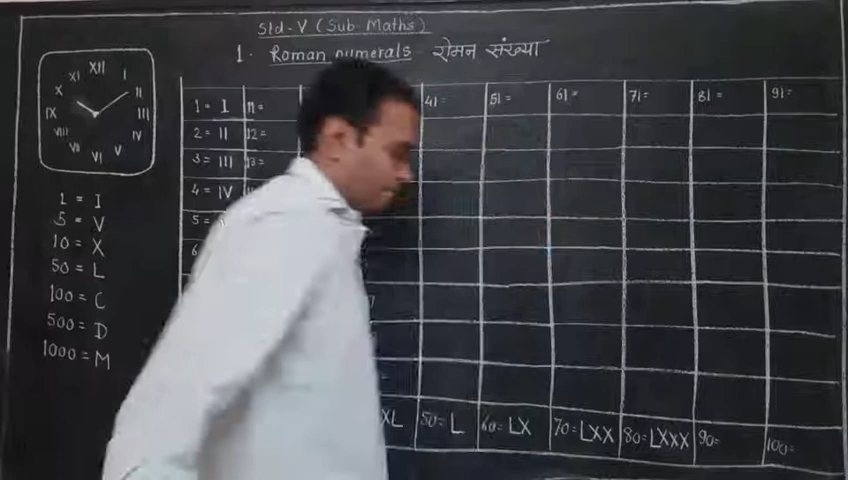 Std-V (Sub Maths)
1. Roman numerals रोमन संख्या
XII
XI I
X II
IX III
VIII IV
VII V
VI
1 = I
5 = V
10 = X
50 = L
100 = C
500 = D
1000 = M
1 = I 11= 41= 51= 61= 71= 81= 91=
2 = II 12=
3 = III 13=
4 = IV
5 =
XL 50= L 60= LX 70= LXX 80= LXXX 90= 100=